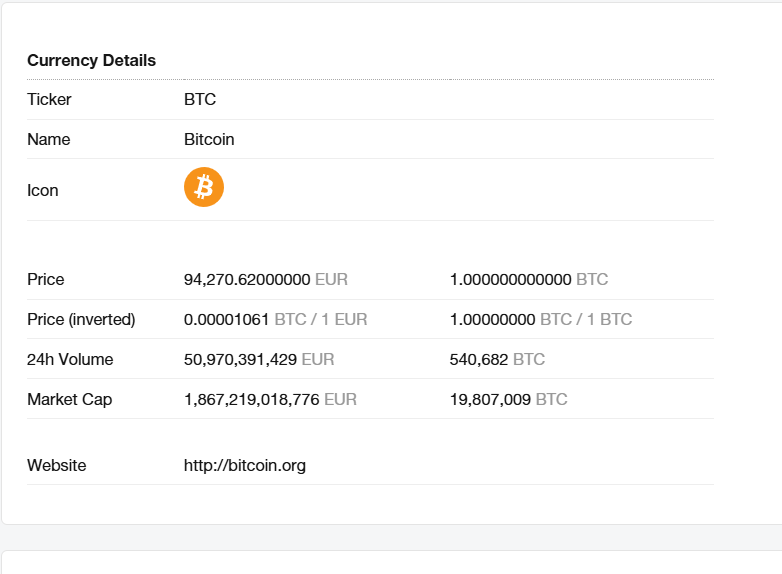 Currency Details
Ticker BTC
Name Bitcoin
Icon
Price 94,270.62000000 EUR 1.000000000000 BTC
Price (inverted) 0.00001061 BTC / 1 EUR 1.00000000 BTC / 1 BTC
24h Volume 50,970,391,429 EUR 540,682 BTC
Market Cap 1,867,219,018,776 EUR 19,807,009 BTC
Website http://bitcoin.org